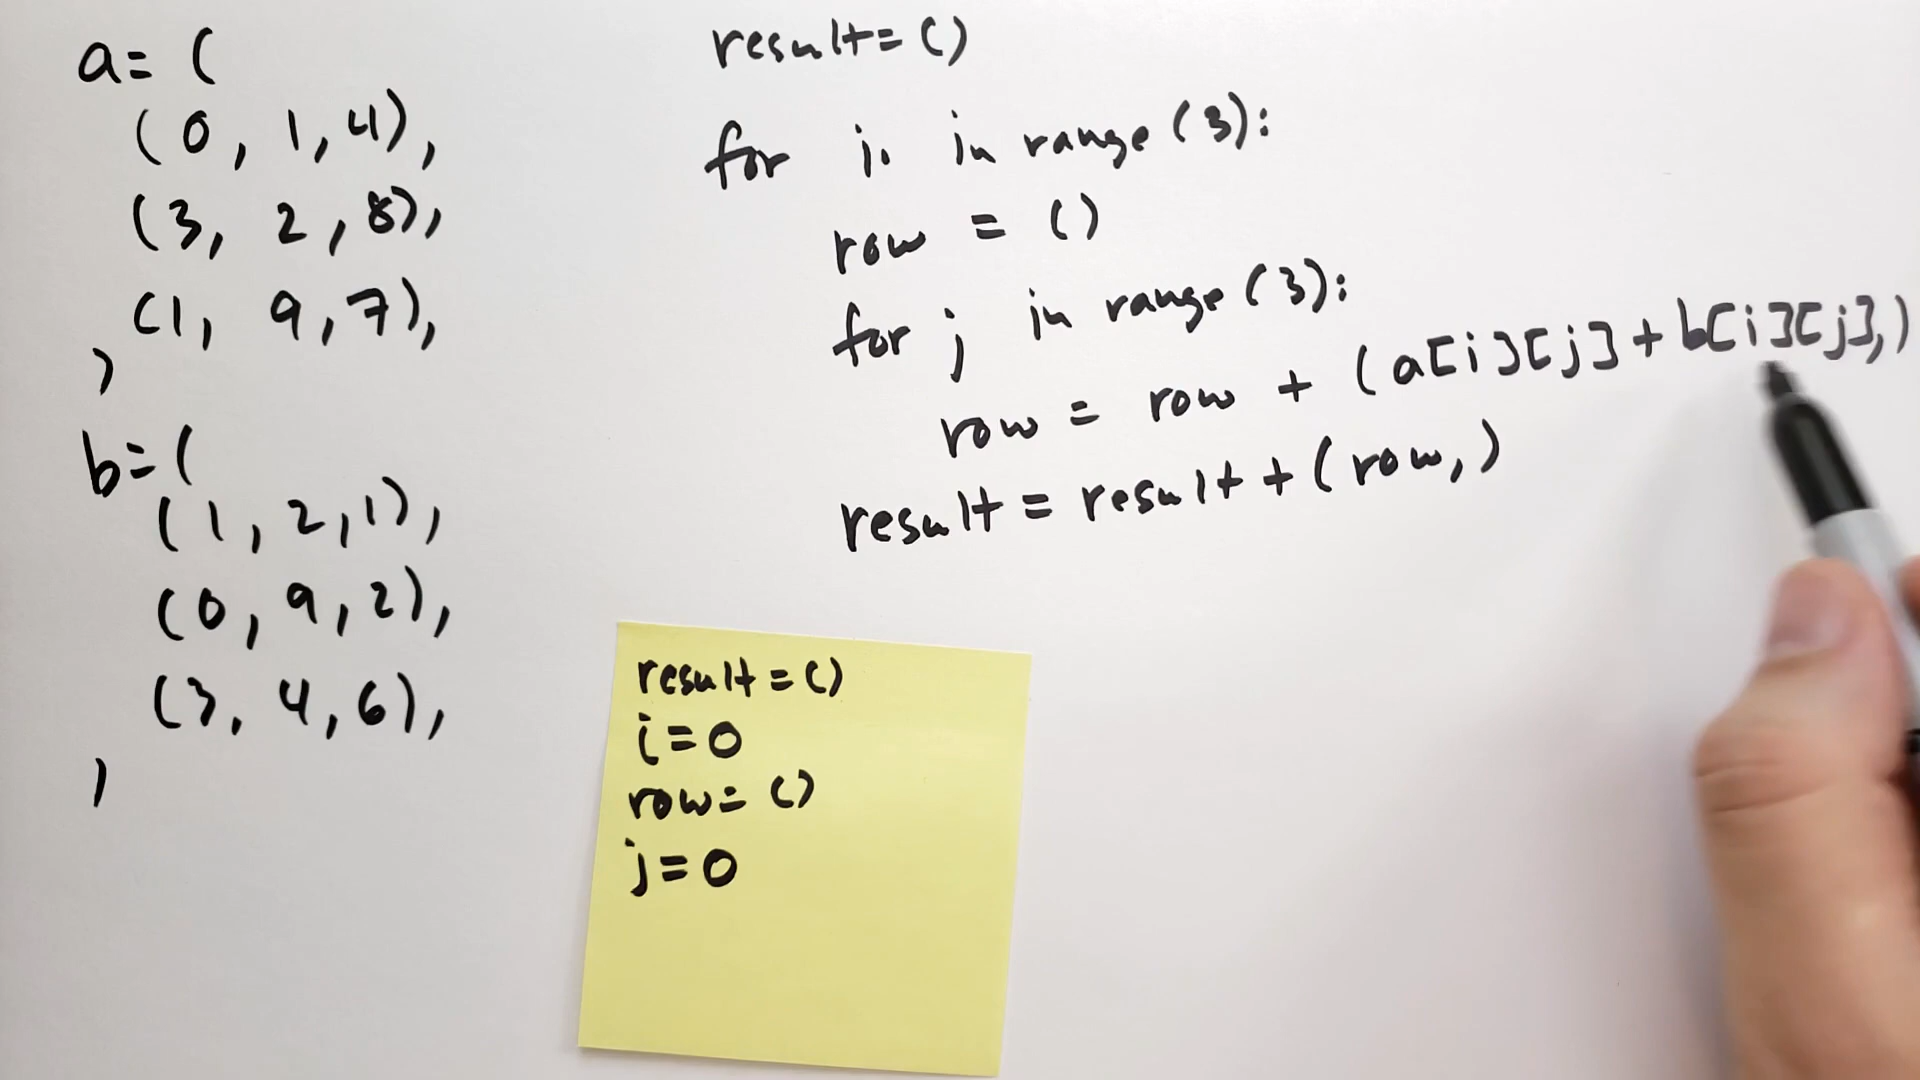 a= (
(0, 1,4),
(3, 2,8),
(1, 9,7),
)
b=(
(1, 2,1),
(0, 9,2),
(3, 4,6),
)
result=()
for i in range(3):
row = ()
for j in range(3):
row = row + (a[i][j]+b[i][j],)
result = result+(row,)
result=()
i=0
row=()
j=0